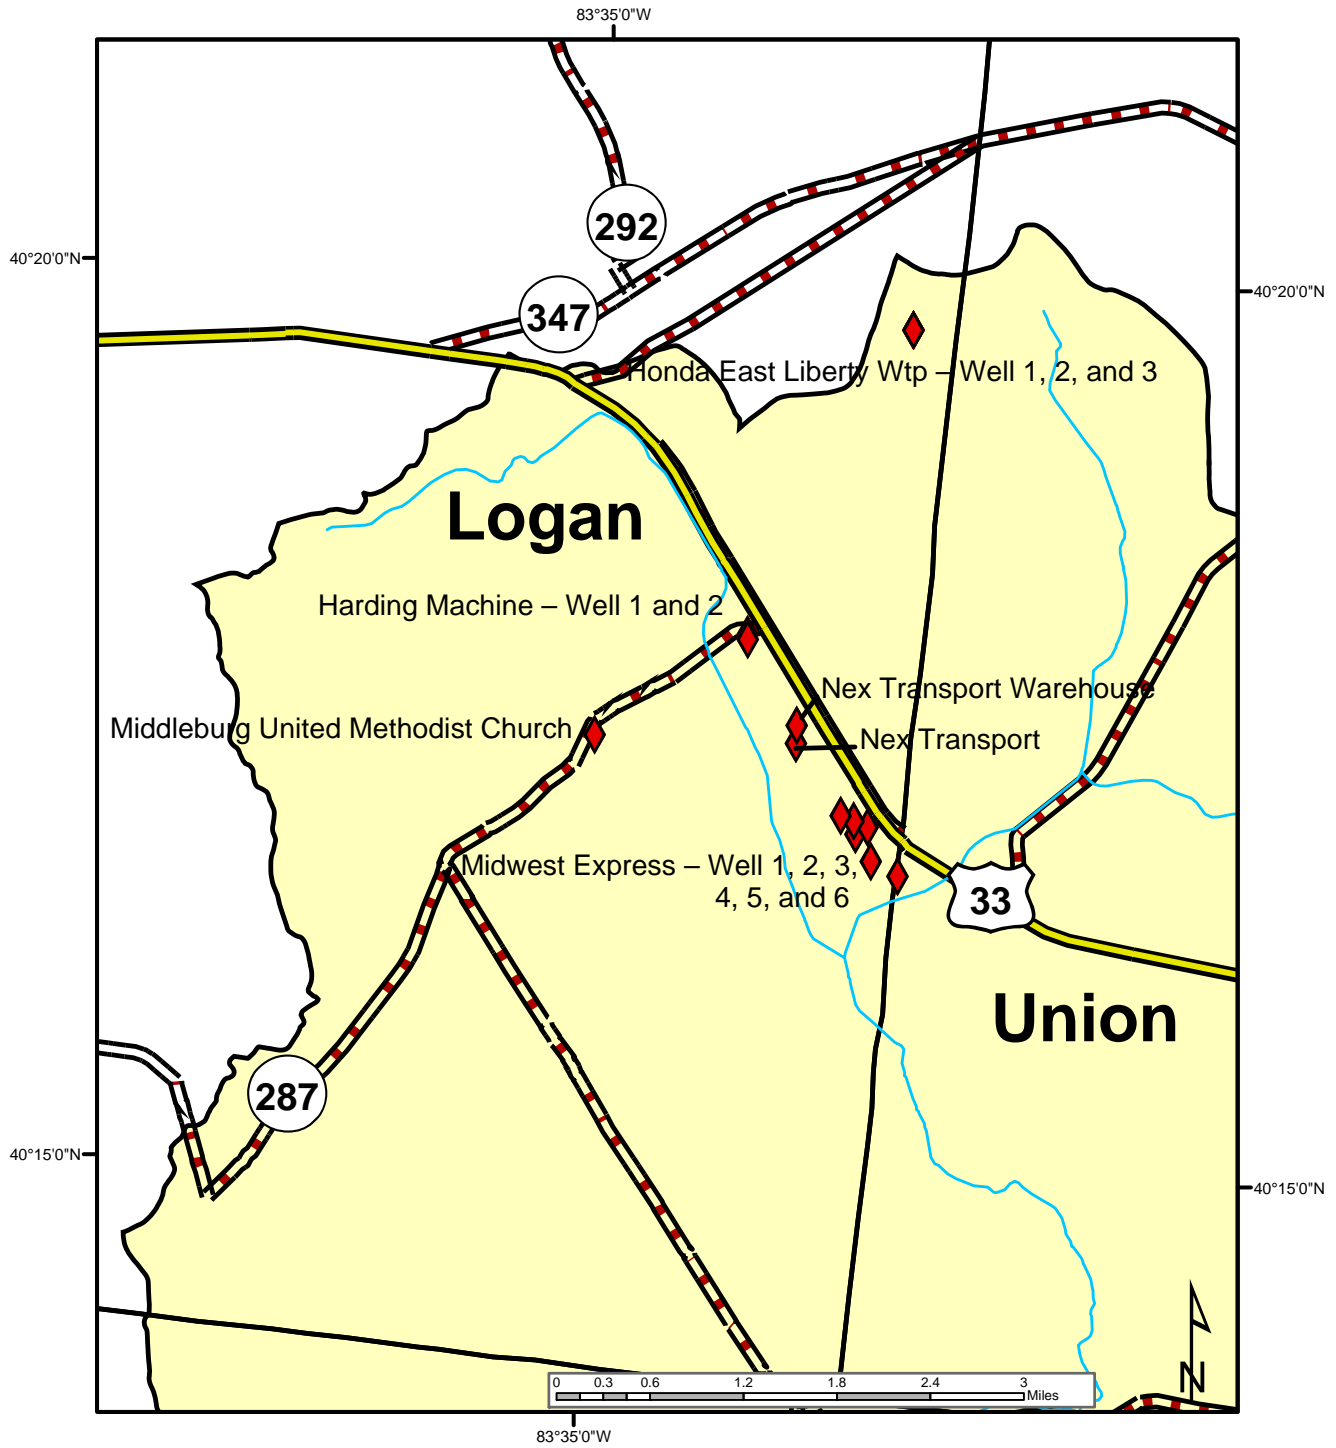 83°35'0"W
292
40°20'0"N
40°20'0"N
347
Honda East Liberty Wtp – Well 1, 2, and 3
Logan
Harding Machine – Well 1 and 2
Nex Transport Warehouse
Middleburg United Methodist Church
Nex Transport
Midwest Express – Well 1, 2, 3,
4, 5, and 6
33
Union
287
40°15'0"N
40°15'0"N
N
0 0.3 0.6 1.2 1.8 2.4 3
Miles
83°35'0"W